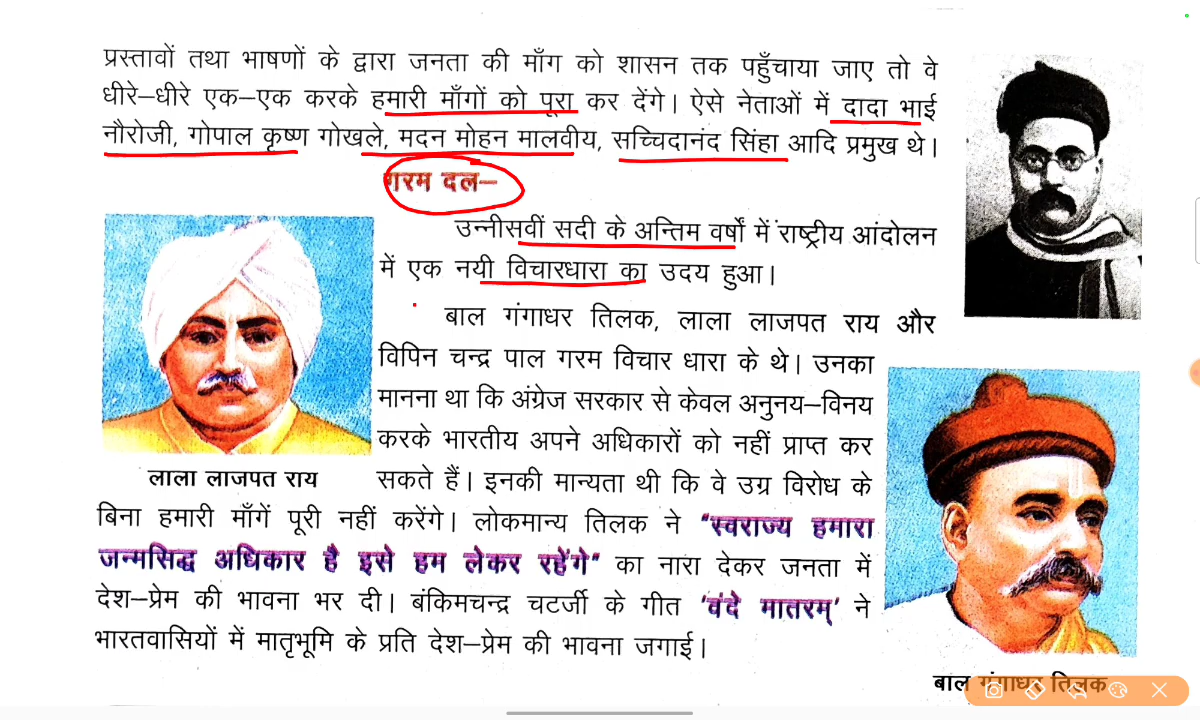 प्रस्तावों तथा भाषणों के द्वारा जनता की माँग को शासन तक पहुँचाया जाए तो वे
धीरे–धीरे एक–एक करके हमारी माँगों को पूरा कर देंगे। ऐसे नेताओं में दादा भाई
नौरोजी, गोपाल कृष्ण गोखले, मदन मोहन मालवीय, सच्चिदानंद सिंहा आदि प्रमुख थे।
गरम दल–
उन्नीसवीं सदी के अन्तिम वर्षों में राष्ट्रीय आंदोलन
में एक नयी विचारधारा का उदय हुआ।
बाल गंगाधर तिलक, लाला लाजपत राय और
विपिन चन्द्र पाल गरम विचार धारा के थे। उनका
मानना था कि अंग्रेज सरकार से केवल अनुनय–विनय
करके भारतीय अपने अधिकारों को नहीं प्राप्त कर
सकते हैं। इनकी मान्यता थी कि वे उग्र विरोध के
लाला लाजपत राय
बिना हमारी माँगें पूरी नहीं करेंगे। लोकमान्य तिलक ने "स्वराज्य हमारा
जन्मसिद्ध अधिकार है इसे हम लेकर रहेंगे" का नारा देकर जनता में
देश–प्रेम की भावना भर दी। बंकिमचन्द्र चटर्जी के गीत 'वंदे मातरम्' ने
भारतवासियों में मातृभूमि के प्रति देश–प्रेम की भावना जगाई।
बाल गंगाधर तिलक